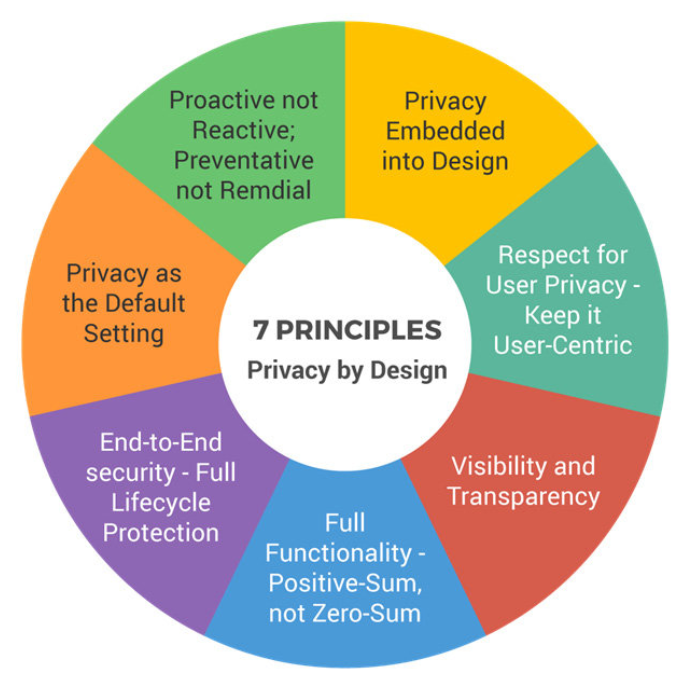 7 PRINCIPLES
Privacy by Design
Proactive not
Reactive;
Preventative
not Remdial
Privacy
Embedded
into Design
Respect for
User Privacy -
Keep it
User-Centric
Visibility and
Transparency
Full
Functionality -
Positive-Sum,
not Zero-Sum
End-to-End
security - Full
Lifecycle
Protection
Privacy as
the Default
Setting